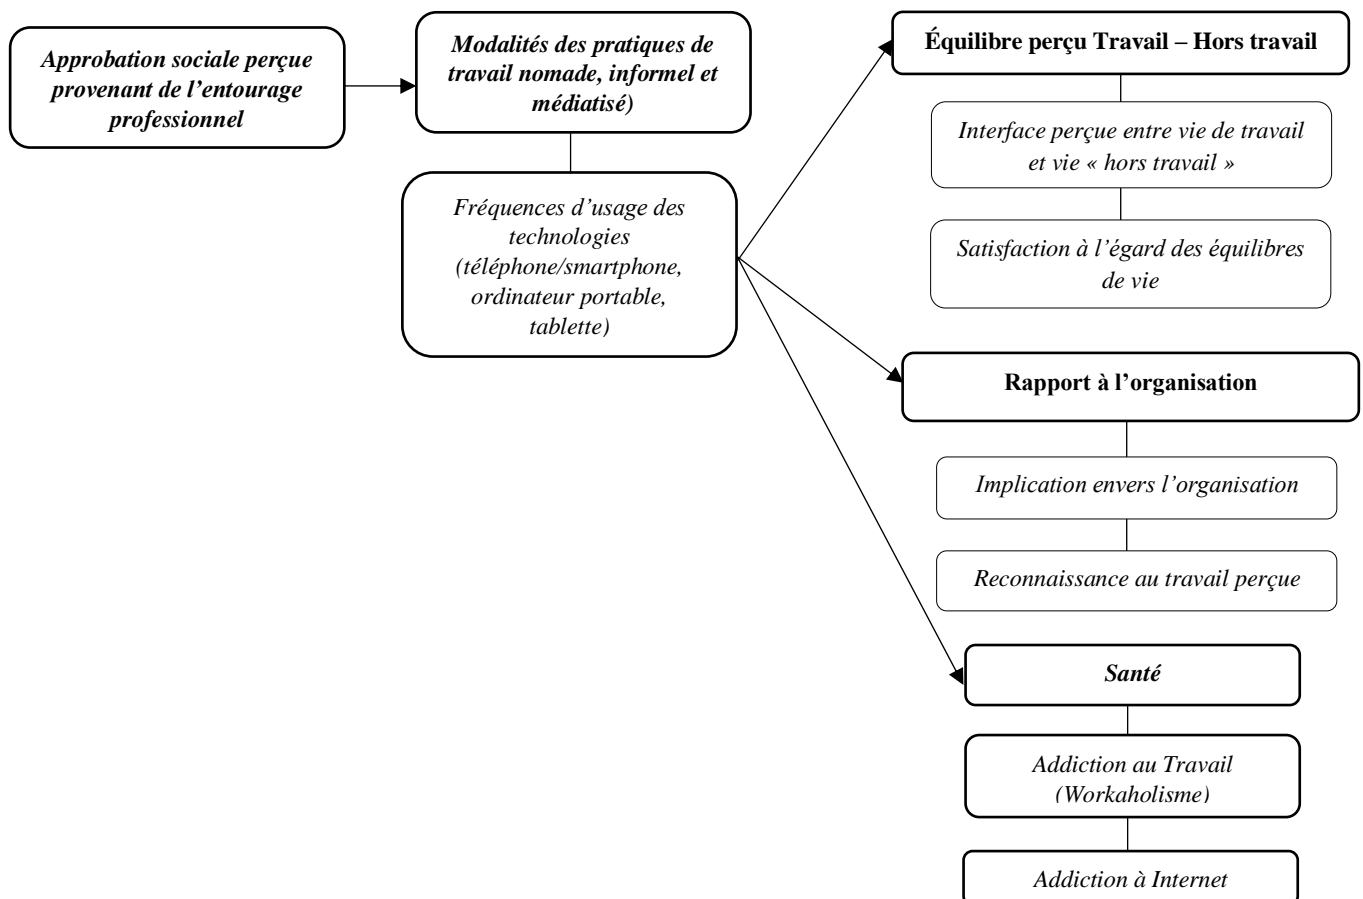 Approbation sociale perçue
provenant de l’entourage
professionnel
Modalités des pratiques de
travail nomade, informel et
médiatisé)
Fréquences d’usage des
technologies
(téléphone/smartphone,
ordinateur portable,
tablette)
Équilibre perçu Travail – Hors travail
Interface perçue entre vie de travail
et vie « hors travail »
Satisfaction à l’égard des équilibres
de vie
Rapport à l’organisation
Implication envers l’organisation
Reconnaissance au travail perçue
Santé
Addiction au Travail
(Workaholisme)
Addiction à Internet